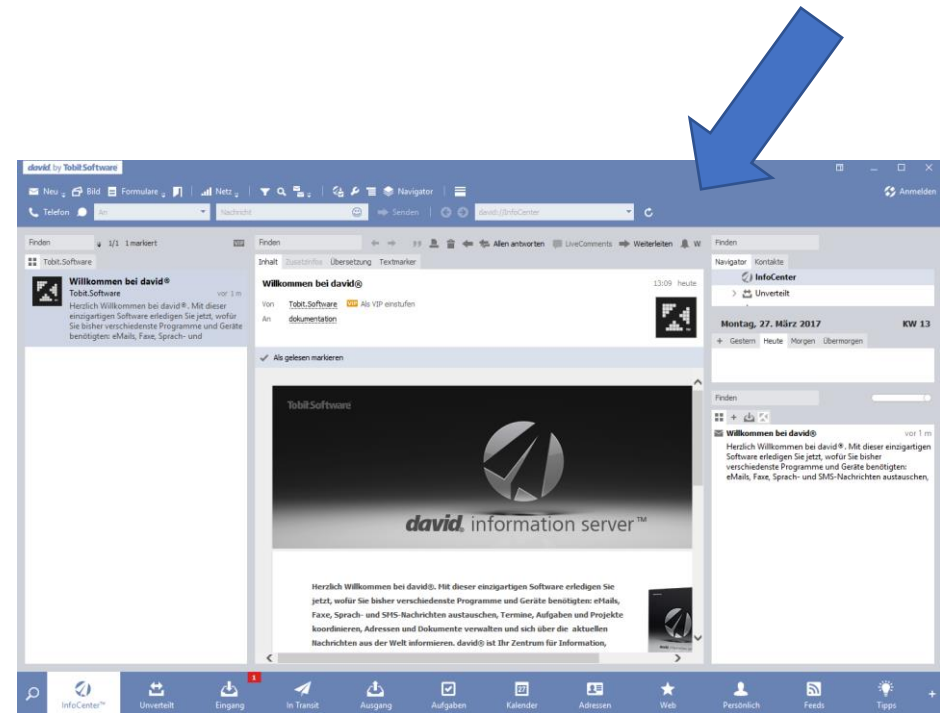 david by Tobit.Software
Neu Bild Formulare Netz Navigator Anmelden
Telefon An Nachricht Senden david://InfoCenter
Finden 1/1 1 markiert
Tobit.Software
Willkommen bei david®
Tobit.Software vor 1 m
Herzlich Willkommen bei david®. Mit dieser
einzigartigen Software erledigen Sie jetzt, wofür
Sie bisher verschiedenste Programme und Geräte
benötigten: eMails, Faxe, Sprach- und
Finden Allen antworten LiveComments Weiterleiten W
Inhalt Zusatzinfos Übersetzung Textmarker
Willkommen bei david® 13:09 heute
Von Tobit.Software VIP Als VIP einstufen
An dokumentation
Als gelesen markieren
Tobit.Software
david® information server™
Herzlich Willkommen bei david®. Mit dieser einzigartigen Software erledigen Sie
jetzt, wofür Sie bisher verschiedenste Programme und Geräte benötigten: eMails,
Faxe, Sprach- und SMS-Nachrichten austauschen, Termine, Aufgaben und Projekte
koordinieren, Adressen und Dokumente verwalten und sich über die aktuellen
Nachrichten aus der Welt informieren. david® ist Ihr Zentrum für Information,
Finden
Navigator Kontakte
InfoCenter
Unverteilt
Montag, 27. März 2017 KW 13
+ Gestern Heute Morgen Übermorgen
Finden
Willkommen bei david® vor 1 m
Herzlich Willkommen bei david®. Mit dieser einzigartigen
Software erledigen Sie jetzt, wofür Sie bisher
verschiedenste Programme und Geräte benötigten:
eMails, Faxe, Sprach- und SMS-Nachrichten austauschen,
1
27
InfoCenter™ Unverteilt Eingang In Transit Ausgang Aufgaben Kalender Adressen Web Persönlich Feeds Tipps +